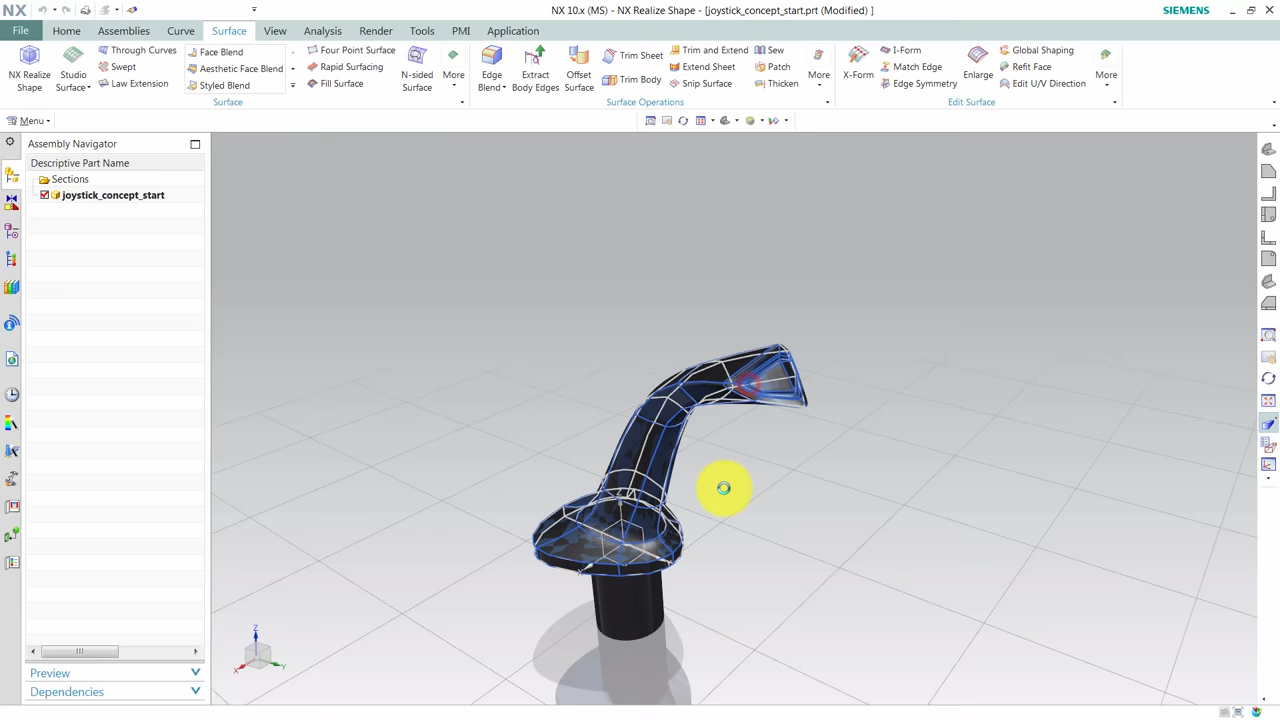 NX
NX 10.x (MS) - NX Realize Shape - [joystick_concept_start.prt (Modified) ]
SIEMENS
File Home Assemblies Curve Surface View Analysis Render Tools PMI Application
NX Realize Shape
Studio Surface
Through Curves
Swept
Law Extension
Face Blend
Aesthetic Face Blend
Styled Blend
Four Point Surface
Rapid Surfacing
Fill Surface
N-sided Surface
More
Surface
Edge Blend
Extract Body Edges
Offset Surface
Trim Sheet
Trim Body
Trim and Extend
Extend Sheet
Snip Surface
Sew
Patch
Thicken
More
Surface Operations
X-Form
I-Form
Match Edge
Edge Symmetry
Enlarge
Global Shaping
Refit Face
Edit U/V Direction
More
Edit Surface
Menu
Assembly Navigator
Descriptive Part Name
Sections
joystick_concept_start
Preview
Dependencies
Z
X
Y